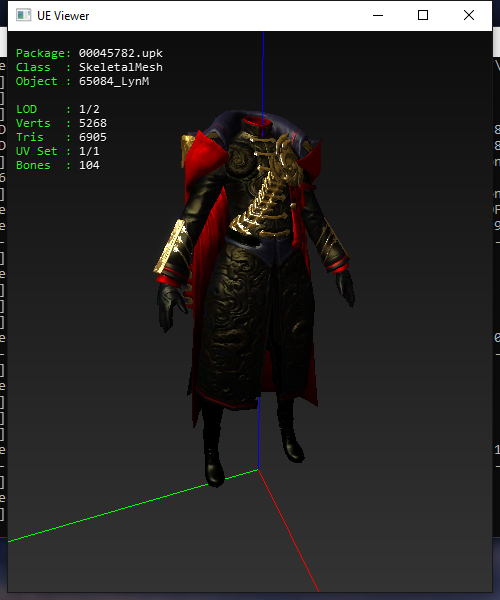 UE Viewer
Package: 00045782.upk
Class  : SkeletalMesh
Object : 65084_LynM
LOD    : 1/2
Verts  : 5268
Tris   : 6905
UV Set : 1/1
Bones  : 104